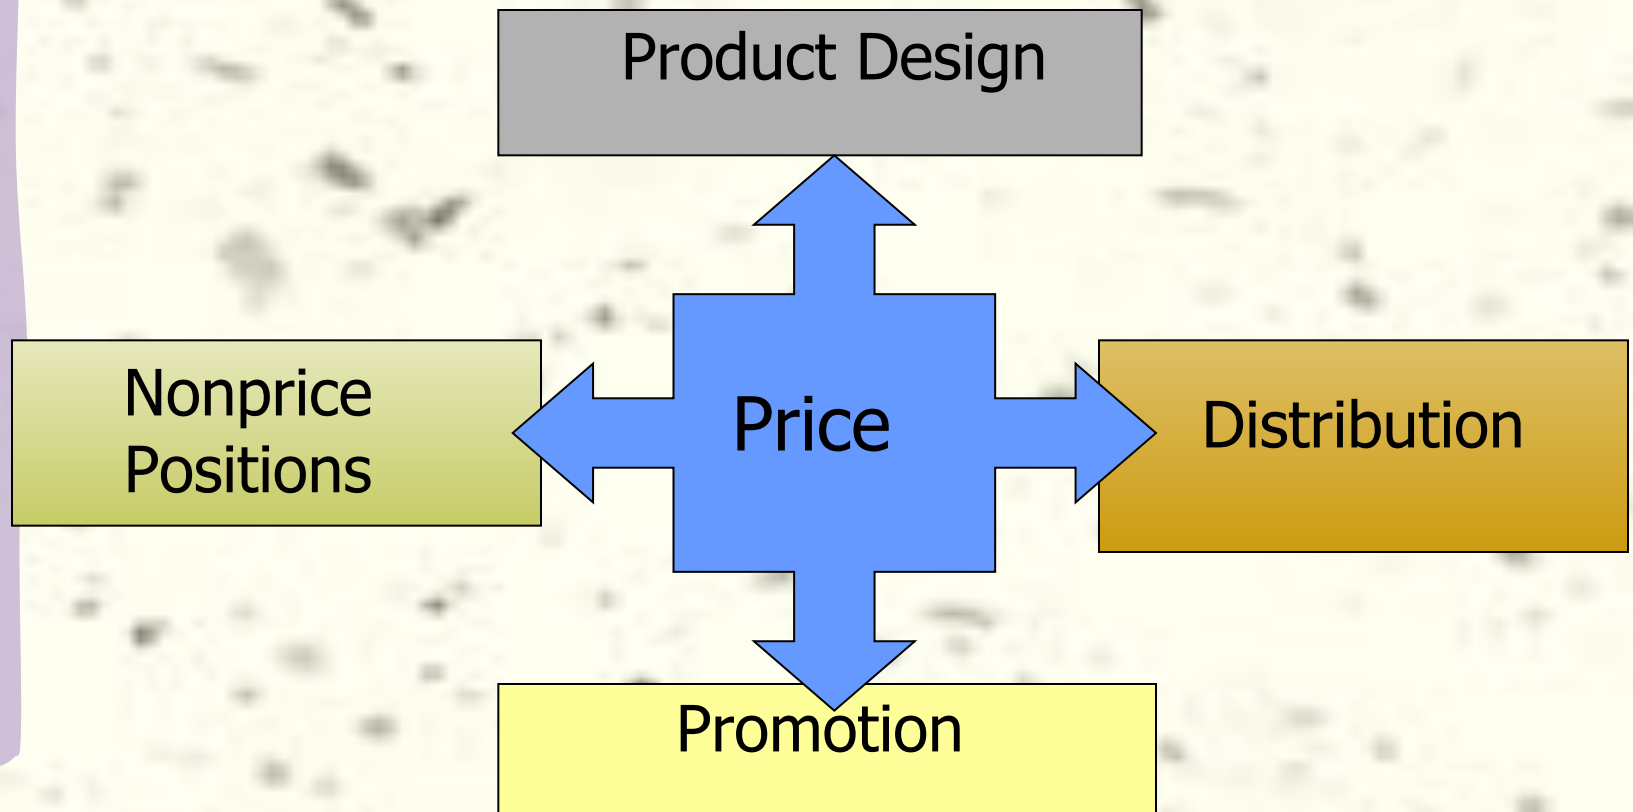 Product Design
Nonprice
Positions
Price
Distribution
Promotion